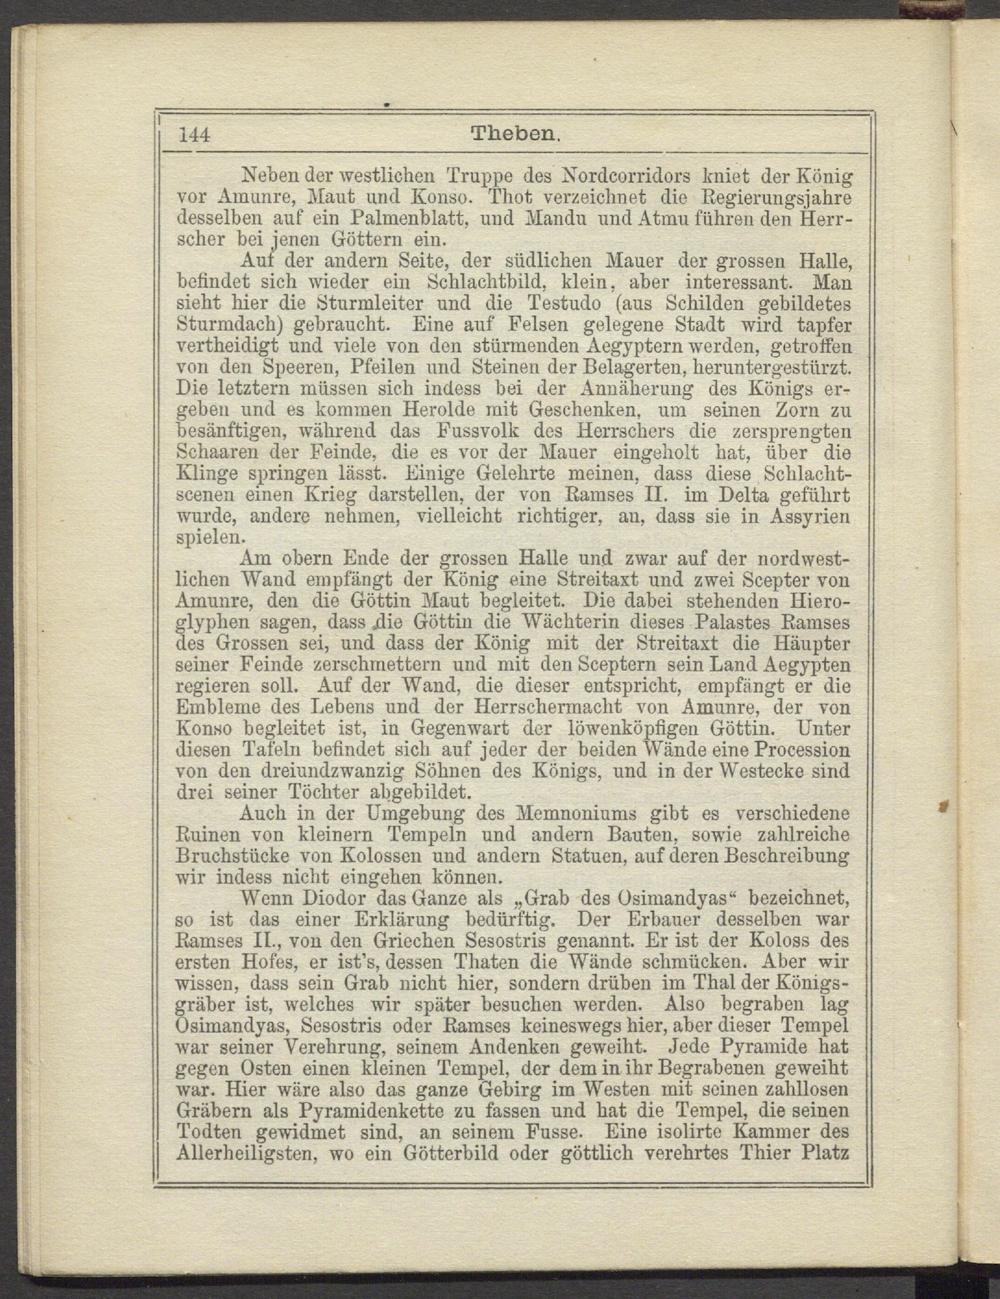 144
Theben.
Neben der westlichen Truppe des Nordcorridors kniet der König
vor Amunre, Maut und Konso. Thot verzeichnet die Regierungsjahre
desselben auf ein Palmenblatt, und Mandu und Atmu führen den Herr-
scher bei jenen Göttern ein.
Auf der andern Seite, der südlichen Mauer der grossen Halle,
befindet sich wieder ein Schlachtbild, klein, aber interessant. Man
sieht hier die Sturmleiter und die Testudo (aus Schilden gebildetes
Sturmdach) gebraucht. Eine auf Felsen gelegene Stadt wird tapfer
vertheidigt und viele von den stürmenden Aegyptern werden, getroffen
von den Speeren, Pfeilen und Steinen der Belagerten, heruntergestürzt.
Die letztern müssen sich indess bei der Annäherung des Königs er-
geben und es kommen Herolde mit Geschenken, um seinen Zorn zu
besänftigen, während das Fussvolk des Herrschers die zersprengten
Schaaren der Feinde, die es vor der Mauer eingeholt hat, über die
Klinge springen lässt. Einige Gelehrte meinen, dass diese Schlacht-
scenen einen Krieg darstellen, der von Ramses II. im Delta geführt
wurde, andere nehmen, vielleicht richtiger, an, dass sie in Assyrien
spielen.
Am obern Ende der grossen Halle und zwar auf der nordwest-
lichen Wand empfängt der König eine Streitaxt und zwei Scepter von
Amunre, den die Göttin Maut begleitet. Die dabei stehenden Hiero-
glyphen sagen, dass die Göttin die Wächterin dieses Palastes Ramses
des Grossen sei, und dass der König mit der Streitaxt die Häupter
seiner Feinde zerschmettern und mit den Sceptern sein Land Aegypten
regieren soll. Auf der Wand, die dieser entspricht, empfängt er die
Embleme des Lebens und der Herrschermacht von Amunre, der von
Konso begleitet ist, in Gegenwart der löwenköpfigen Göttin. Unter
diesen Tafeln befindet sich auf jeder der beiden Wände eine Procession
von den dreiundzwanzig Söhnen des Königs, und in der Westecke sind
drei seiner Töchter abgebildet.
Auch in der Umgebung des Memnoniums gibt es verschiedene
Ruinen von kleinern Tempeln und andern Bauten, sowie zahlreiche
Bruchstücke von Kolossen und andern Statuen, auf deren Beschreibung
wir indess nicht eingehen können.
Wenn Diodor das Ganze als „Grab des Osimandyas“ bezeichnet,
so ist das einer Erklärung bedürftig. Der Erbauer desselben war
Ramses II., von den Griechen Sesostris genannt. Er ist der Koloss des
ersten Hofes, er ist's, dessen Thaten die Wände schmücken. Aber wir
wissen, dass sein Grab nicht hier, sondern drüben im Thal der Königs-
gräber ist, welches wir später besuchen werden. Also begraben lag
Osimandyas, Sesostris oder Ramses keineswegs hier, aber dieser Tempel
war seiner Verehrung, seinem Andenken geweiht. Jede Pyramide hat
gegen Osten einen kleinen Tempel, der dem in ihr Begrabenen geweiht
war. Hier wäre also das ganze Gebirg im Westen mit seinen zahllosen
Gräbern als Pyramidenkette zu fassen und hat die Tempel, die seinen
Todten gewidmet sind, an seinem Fusse. Eine isolirte Kammer des
Allerheiligsten, wo ein Götterbild oder göttlich verehrtes Thier Platz